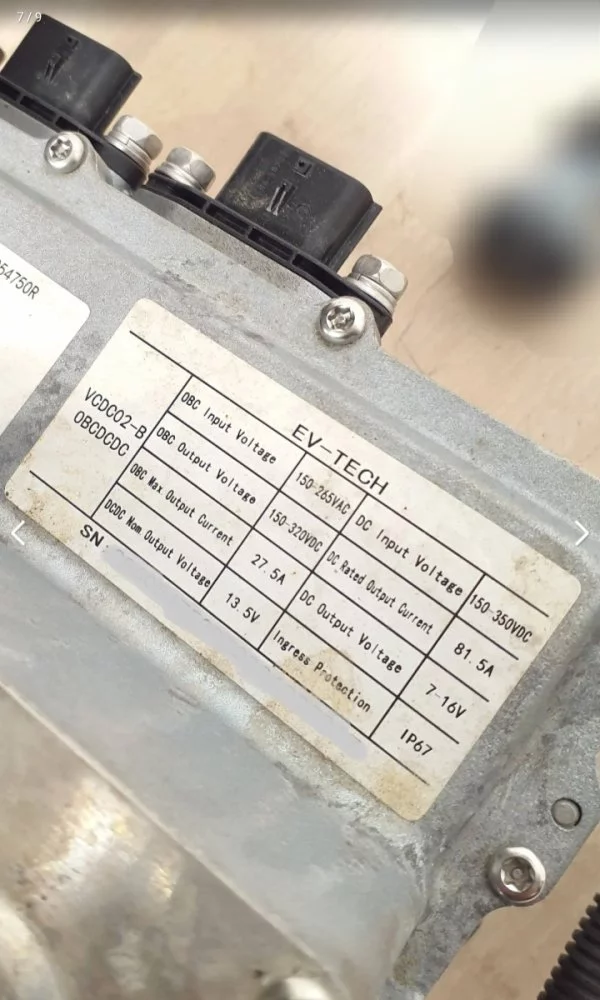 7/9
54750R
EV-TECH
VCDC02-B
OBCDCDC
OBC Input Voltage 150-265VAC DC Input Voltage 150-350VDC
OBC Output Voltage 150-320VDC DC Rated Output Current 81.5A
OBC Max Output Current 27.5A DC Output Voltage 7-16V
DCDC Nom.Output Voltage 13.5V Ingress Protection IP67
SN